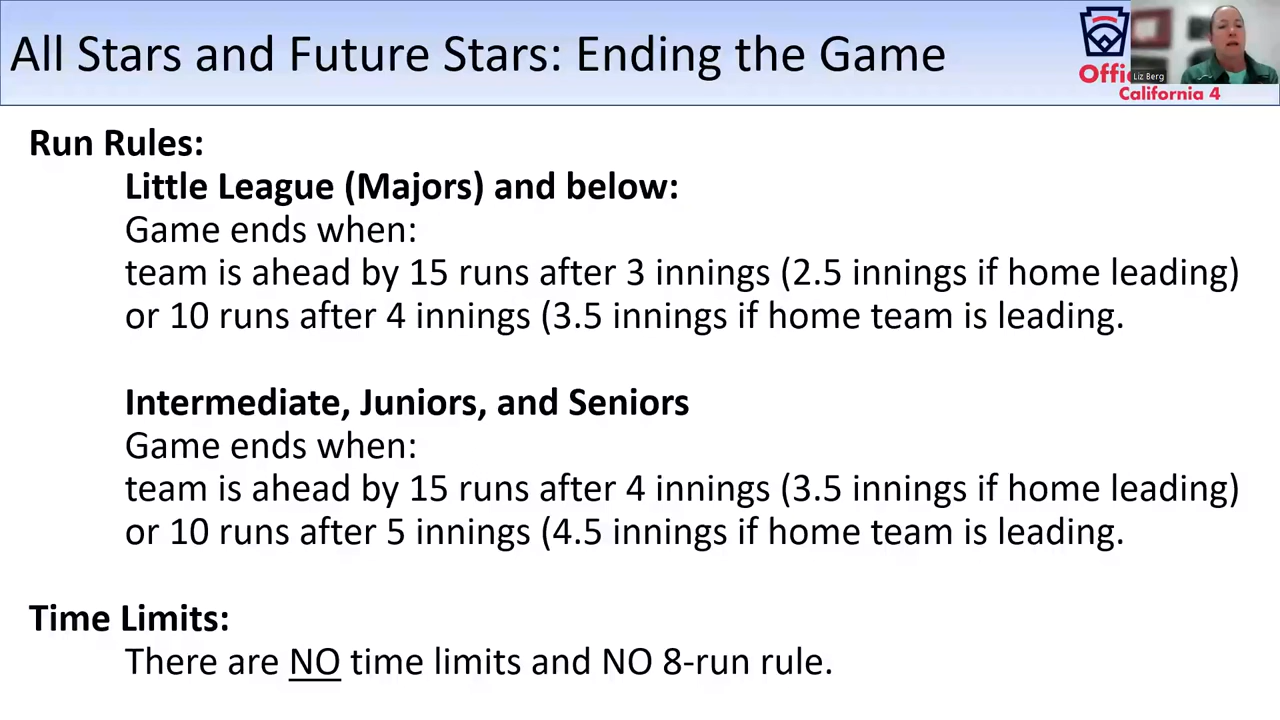 All Stars and Future Stars: Ending the Game
Offi
Liz Berg
California 4
Run Rules:
Little League (Majors) and below:
Game ends when:
team is ahead by 15 runs after 3 innings (2.5 innings if home leading)
or 10 runs after 4 innings (3.5 innings if home team is leading.
Intermediate, Juniors, and Seniors
Game ends when:
team is ahead by 15 runs after 4 innings (3.5 innings if home leading)
or 10 runs after 5 innings (4.5 innings if home team is leading.
Time Limits:
There are NO time limits and NO 8-run rule.